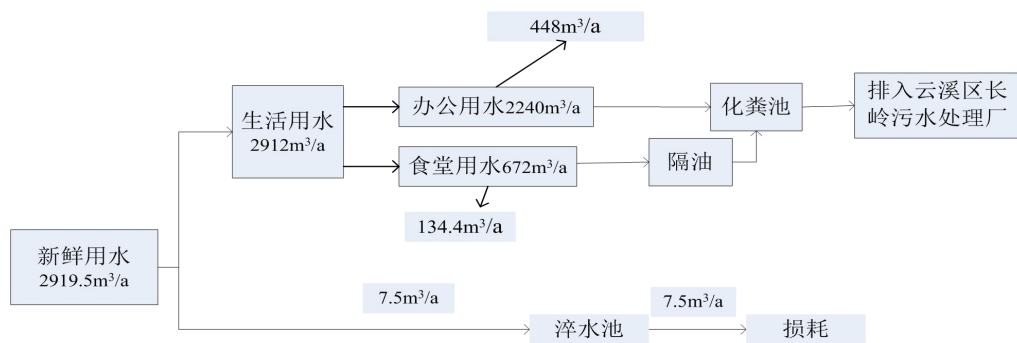 448m³/a
生活用水
2912m³/a
办公用水2240m³/a
化粪池
排入云溪区长
岭污水处理厂
食堂用水672m³/a
隔油
134.4m³/a
新鲜用水
2919.5m³/a
7.5m³/a
淬水池
7.5m³/a
损耗